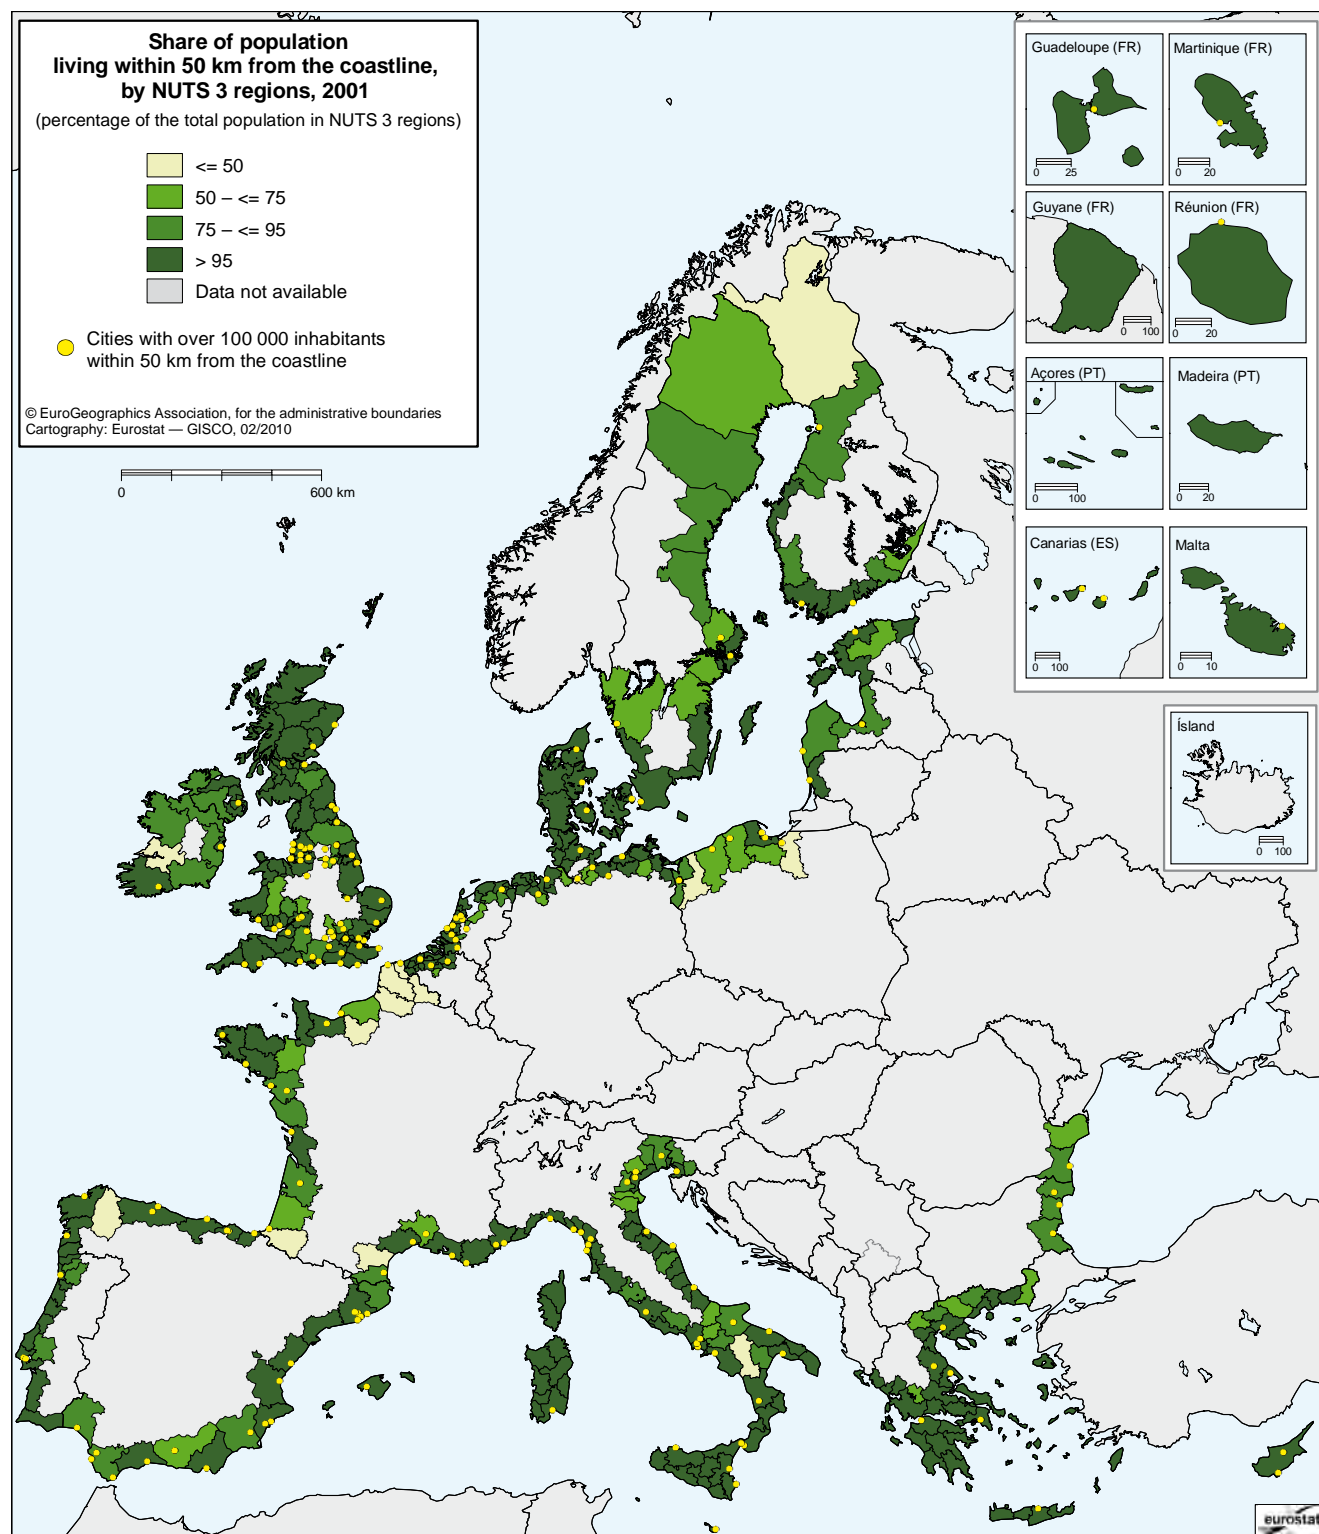 Share of population
living within 50 km from the coastline,
by NUTS 3 regions, 2001
(percentage of the total population in NUTS 3 regions)
<= 50
50 – <= 75
75 – <= 95
> 95
Data not available
Cities with over 100 000 inhabitants
within 50 km from the coastline
© EuroGeographics Association, for the administrative boundaries
Cartography: Eurostat — GISCO, 02/2010
0 600 km
Guadeloupe (FR)
0 25
Martinique (FR)
0 20
Guyane (FR)
0 100
Réunion (FR)
0 20
Açores (PT)
0 100
Madeira (PT)
0 20
Canarias (ES)
0 100
Malta
0 10
Ísland
0 100
eurostat